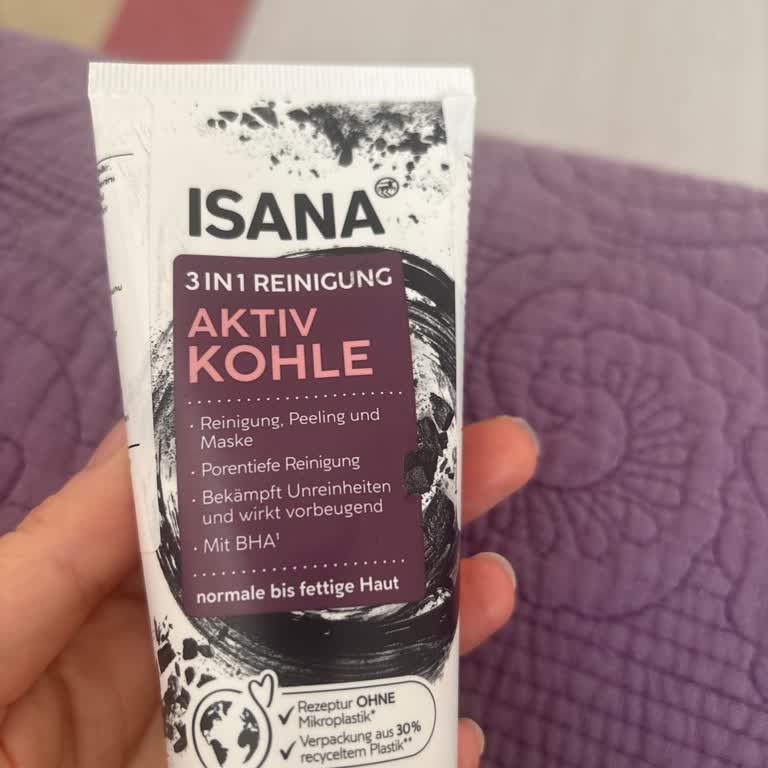 ISANA
3 IN 1 REINIGUNG
AKTIV
KOHLE
· Reinigung, Peeling und
Maske
· Porentiefe Reinigung
· Bekämpft Unreinheiten
und wirkt vorbeugend
· Mit BHA¹
normale bis fettige Haut
✓ Rezeptur OHNE
Mikroplastik*
✓ Verpackung aus 30%
recyceltem Plastik**